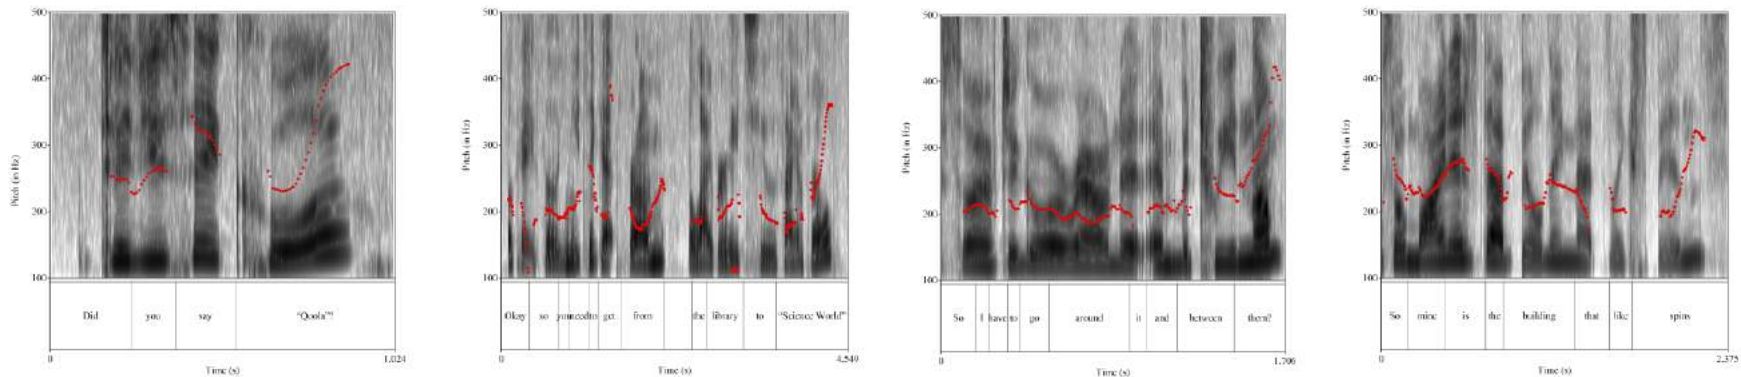 500
400
300
200
100
Pitch (in Hz)
Did you say "Qoola"?
0 1.024
Time (s)
500
400
300
200
100
Pitch (in Hz)
Okay so you need to get from the library to "Science World"
0 4.549
Time (s)
500
400
300
200
100
Pitch (in Hz)
So I have to go around it and between them?
0 1.706
Time (s)
500
400
300
200
100
Pitch (in Hz)
So mine is the building that like spins
0 2.375
Time (s)